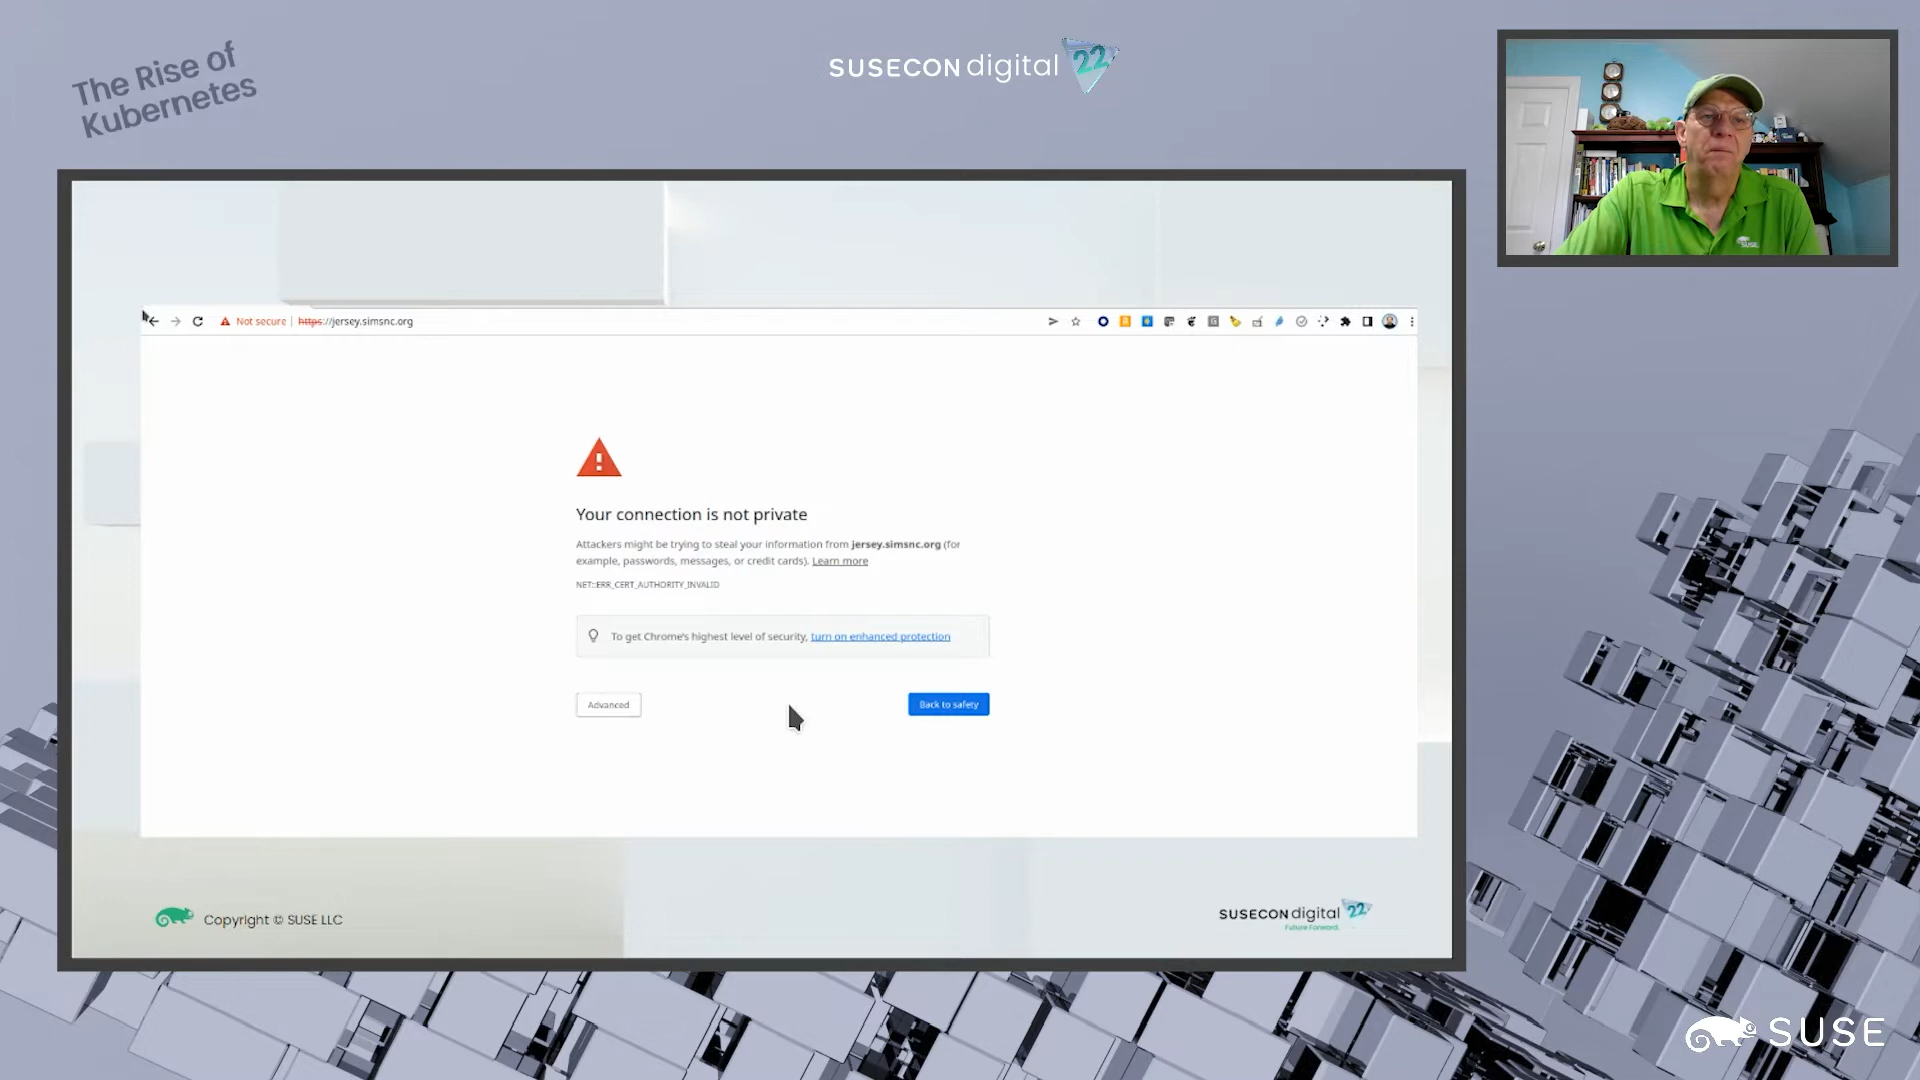 The Rise of
Kubernetes
SUSECON digital 22
Not secure | https://jersey.simsnc.org
Your connection is not private
Attackers might be trying to steal your information from jersey.simsnc.org (for
example, passwords, messages, or credit cards). Learn more
NET::ERR_CERT_AUTHORITY_INVALID
To get Chrome's highest level of security, turn on enhanced protection
Advanced
Back to safety
Copyright © SUSE LLC
SUSECON digital 22
Future Forward.
SUSE
SUSE